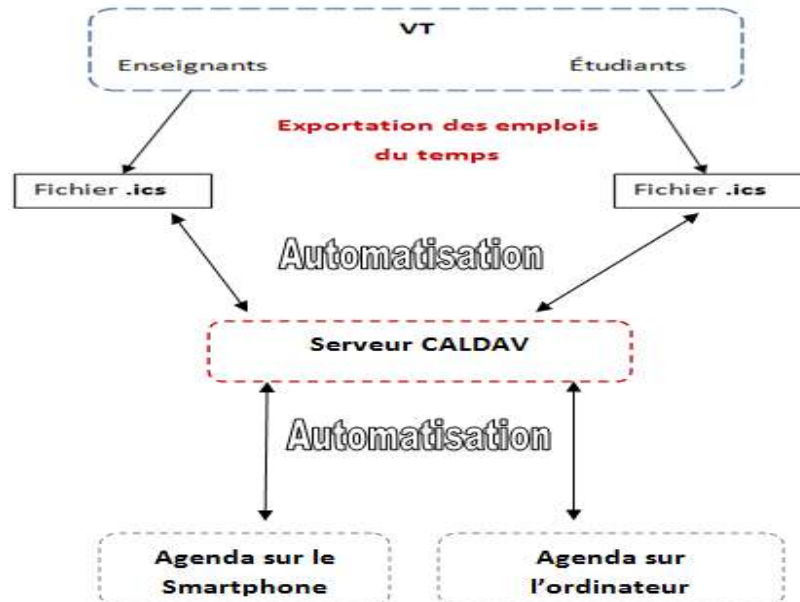 VT
Enseignants
Étudiants
Exportation des emplois
du temps
Fichier .ics
Fichier .ics
Automatisation
Serveur CALDAV
Automatisation
Agenda sur le
Smartphone
Agenda sur
l'ordinateur